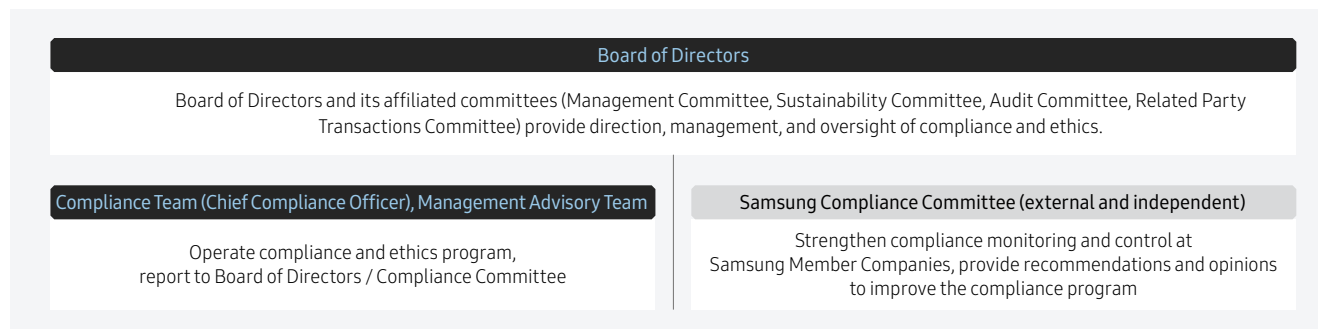 Board of Directors
Board of Directors and its affiliated committees (Management Committee, Sustainability Committee, Audit Committee, Related Party
Transactions Committee) provide direction, management, and oversight of compliance and ethics.
Compliance Team (Chief Compliance Officer), Management Advisory Team
Operate compliance and ethics program,
report to Board of Directors / Compliance Committee
Samsung Compliance Committee (external and independent)
Strengthen compliance monitoring and control at
Samsung Member Companies, provide recommendations and opinions
to improve the compliance program